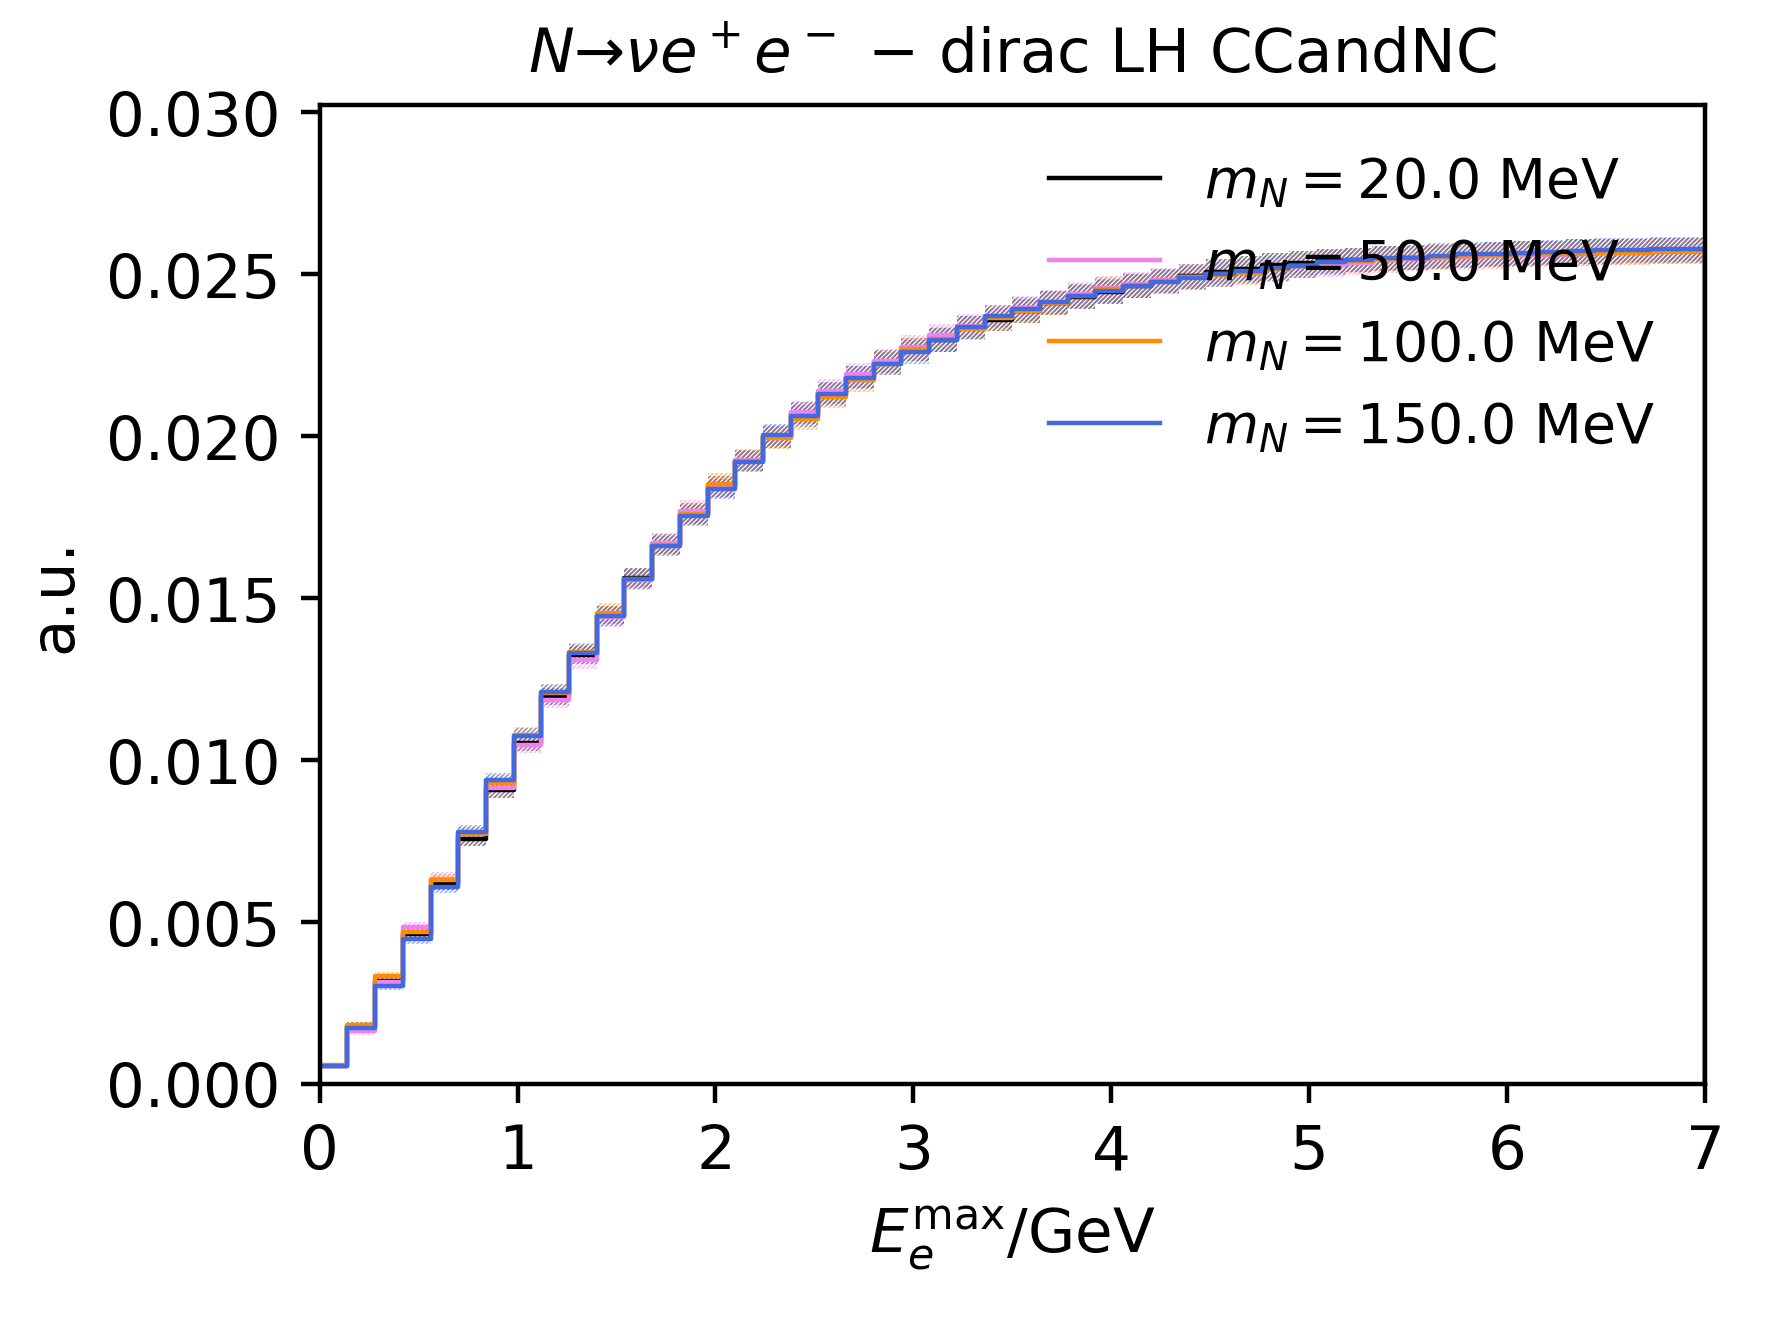 N→νe⁺e⁻ − dirac LH CCandNC
0.030
0.025
0.020
0.015
0.010
0.005
0.000
a.u.
m_N = 20.0 MeV
m_N = 50.0 MeV
m_N = 100.0 MeV
m_N = 150.0 MeV
0 1 2 3 4 5 6 7
E_e^max/GeV